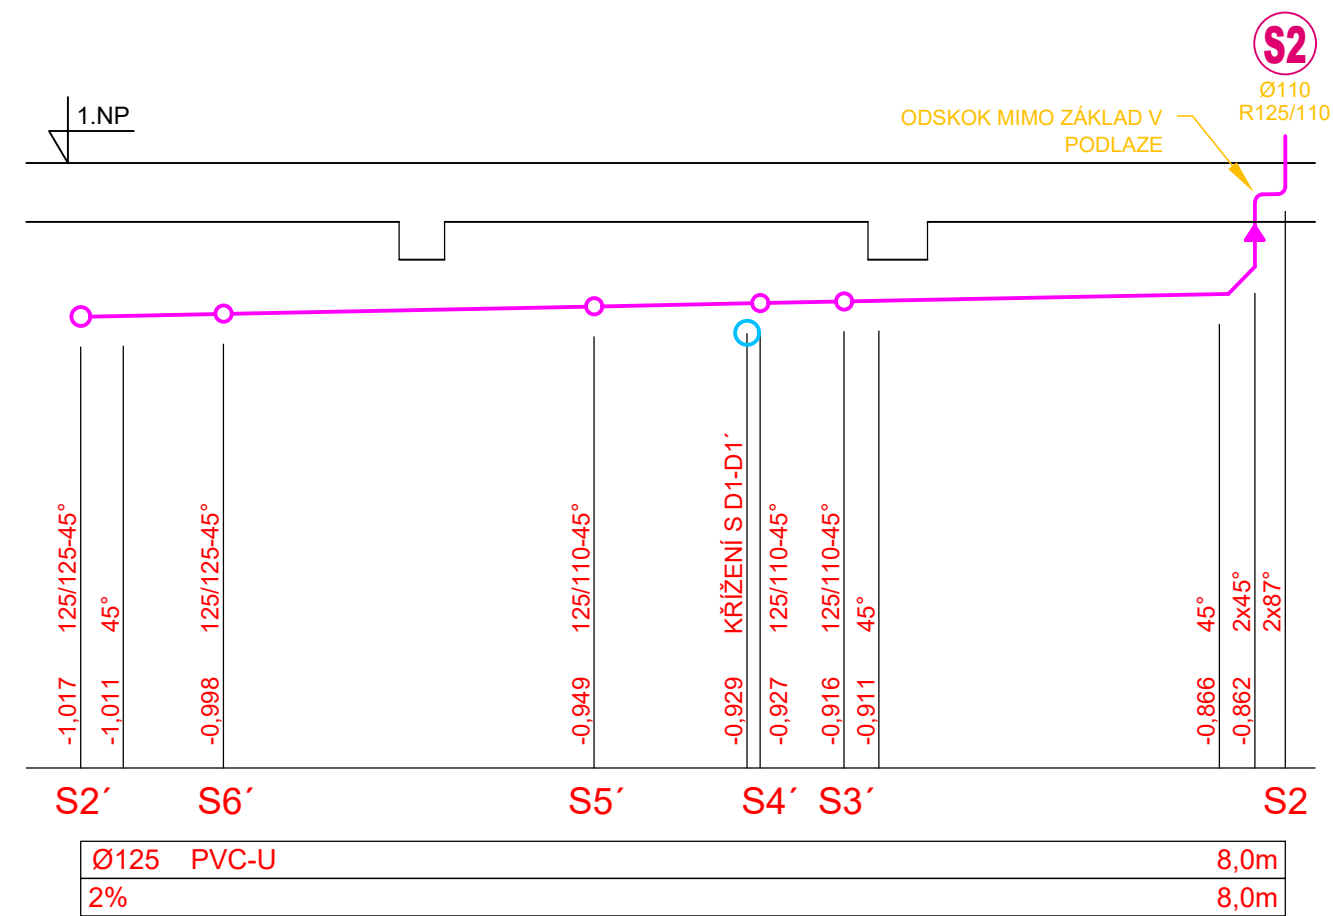 S2
Ø110
R125/110
1.NP
ODSKOK MIMO ZÁKLAD V
PODLAZE
-1,017 125/125-45°
-1,011 45°
-0,998 125/125-45°
-0,949 125/110-45°
-0,929 KŘÍŽENÍ S D1-D1´
-0,927 125/110-45°
-0,916 125/110-45°
-0,911 45°
-0,866 45°
-0,862 2x45°
2x87°
S2´ S6´ S5´ S4´ S3´ S2
Ø125 PVC-U 8,0m
2% 8,0m